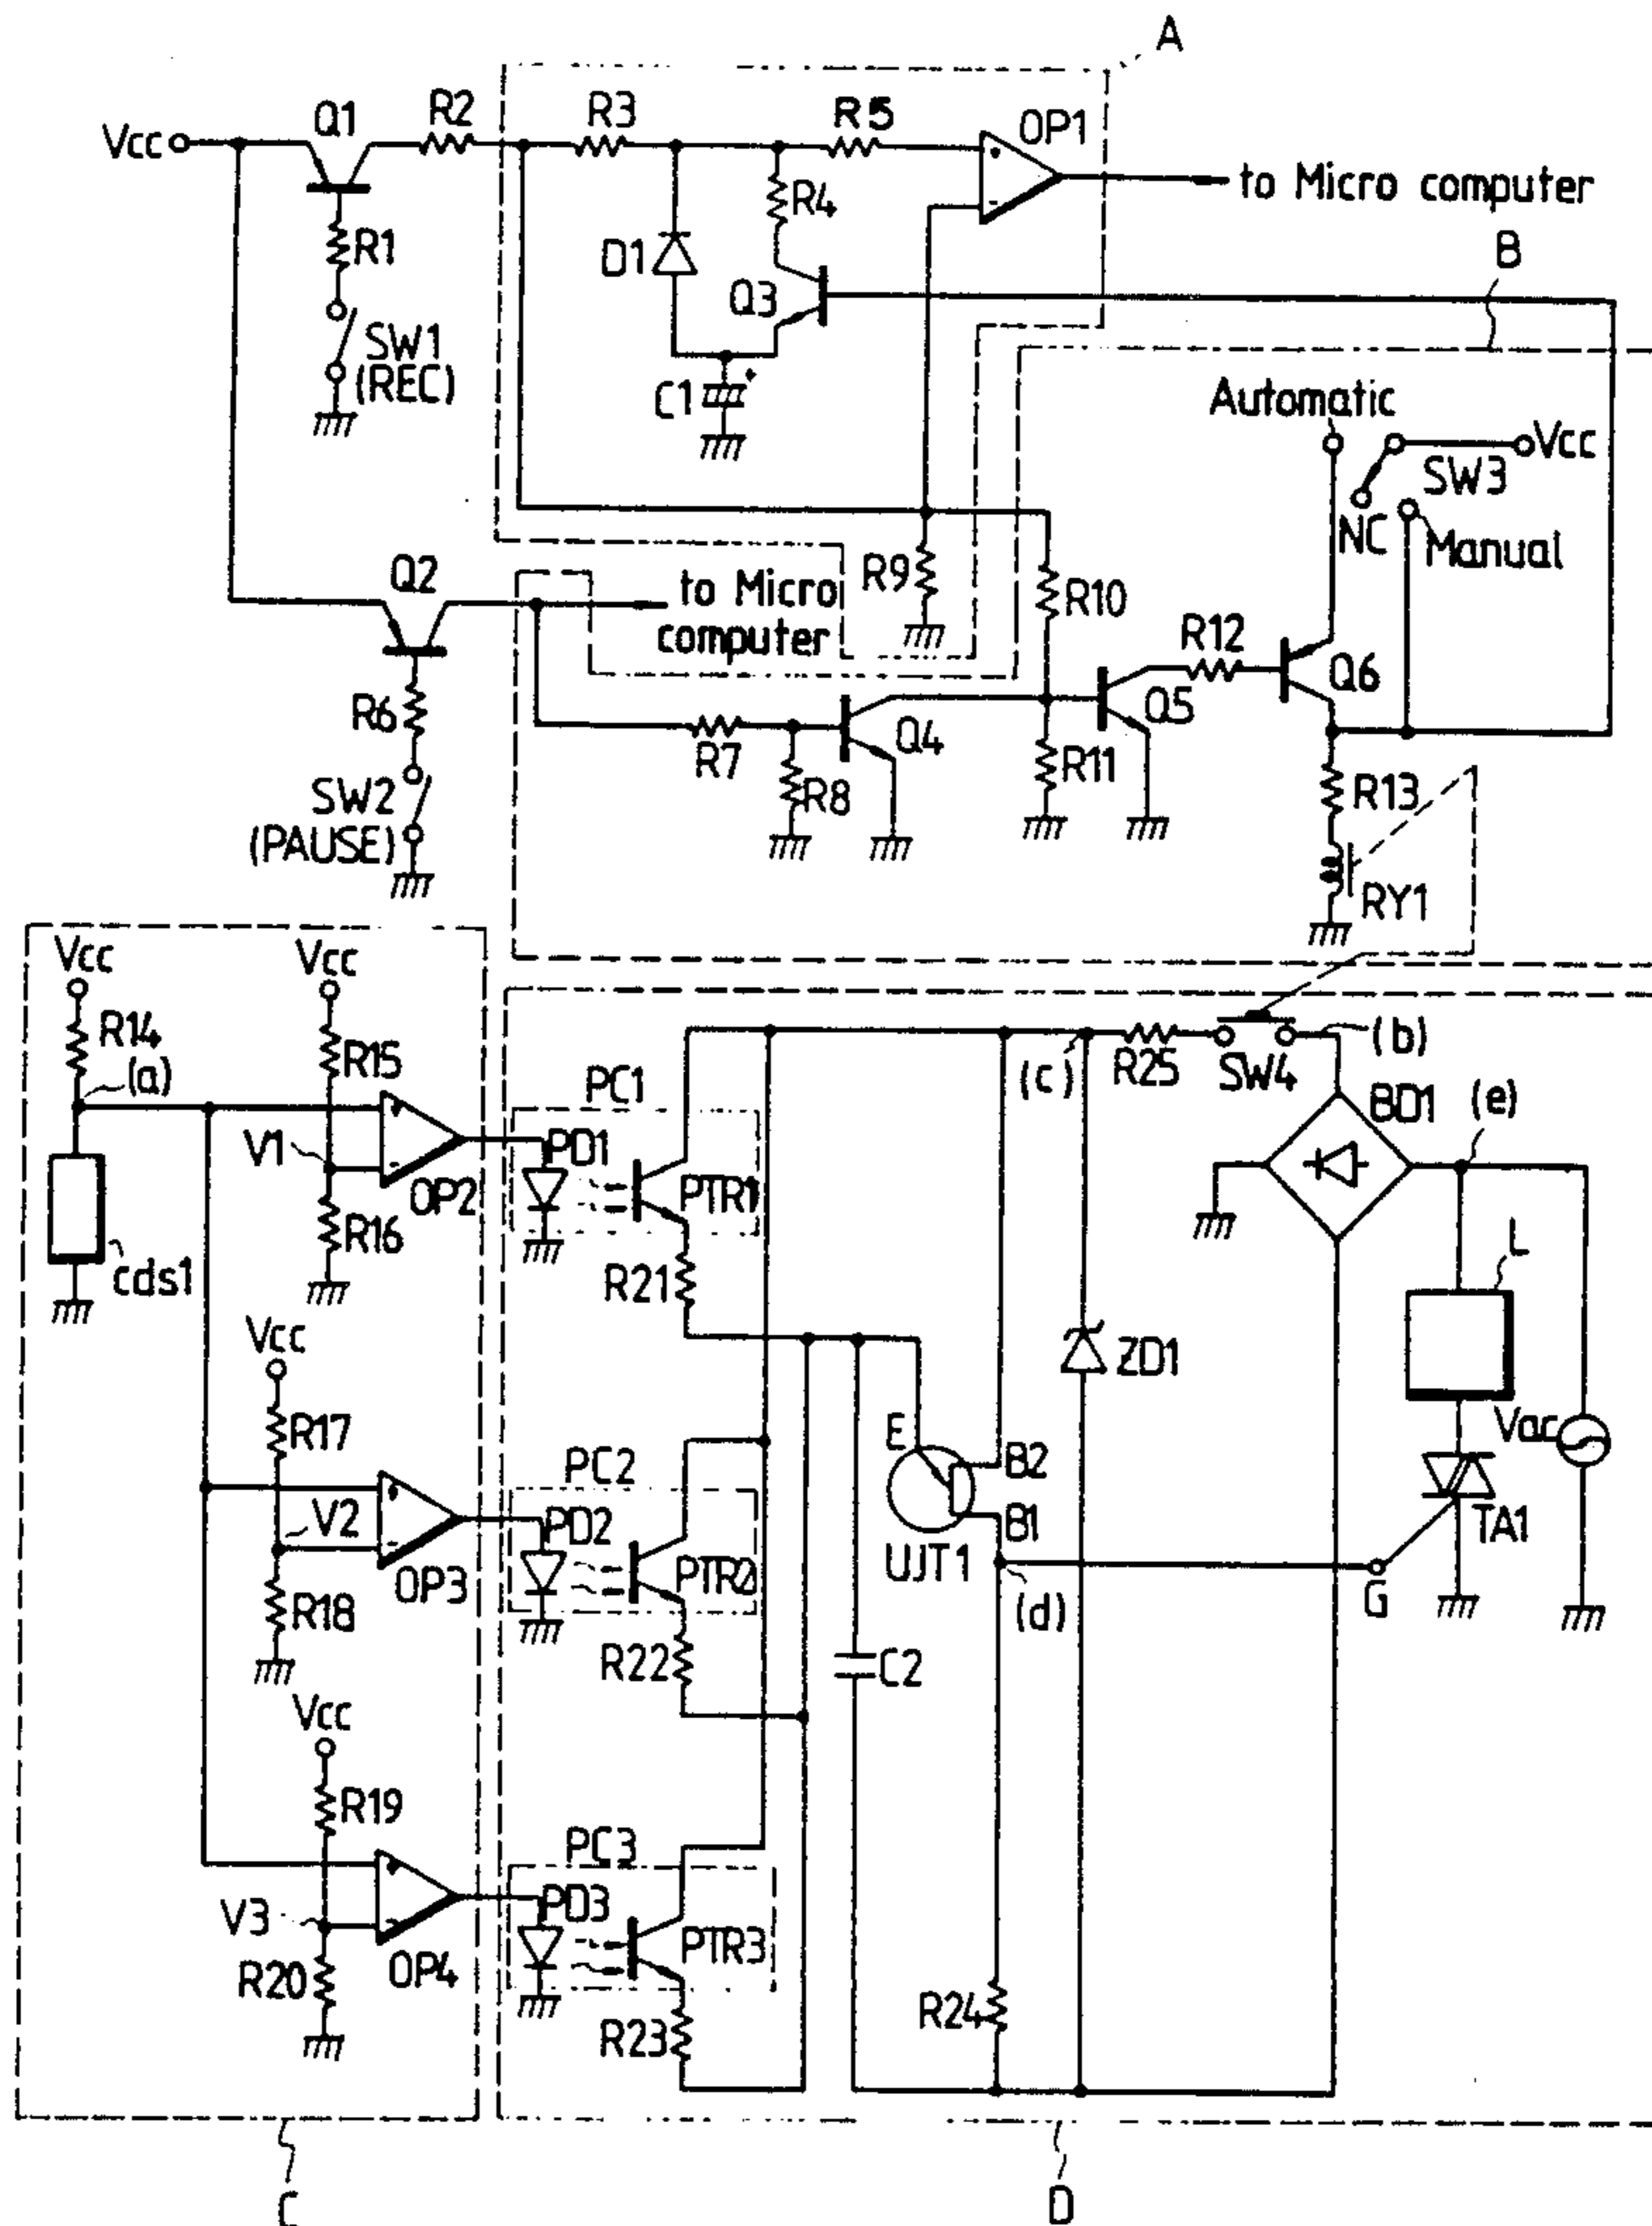 A
Vcc
Q1
R2
R3
R5
OP1
to Micro computer
R1
D1
R4
Q3
B
SW1
(REC)
C1
Automatic
Vcc
SW3
NC
Manual
Q2
to Micro
computer
R9
R10
R12
Q6
R6
Q5
R7
Q4
R8
R11
R13
SW2
(PAUSE)
RY1
Vcc
Vcc
R14
(a)
R15
PC1
(c)
R25
SW4
(b)
BD1
(e)
V1
PD1
PTR1
OP2
R16
cds1
R21
L
Vcc
ZD1
R17
E
Vac
PC2
B2
V2
PD2
B1
TA1
OP3
PTR2
UJT1
R18
(d)
G
R22
C2
Vcc
R19
PC3
V3
PD3
PTR3
OP4
R20
R23
R24
C
D